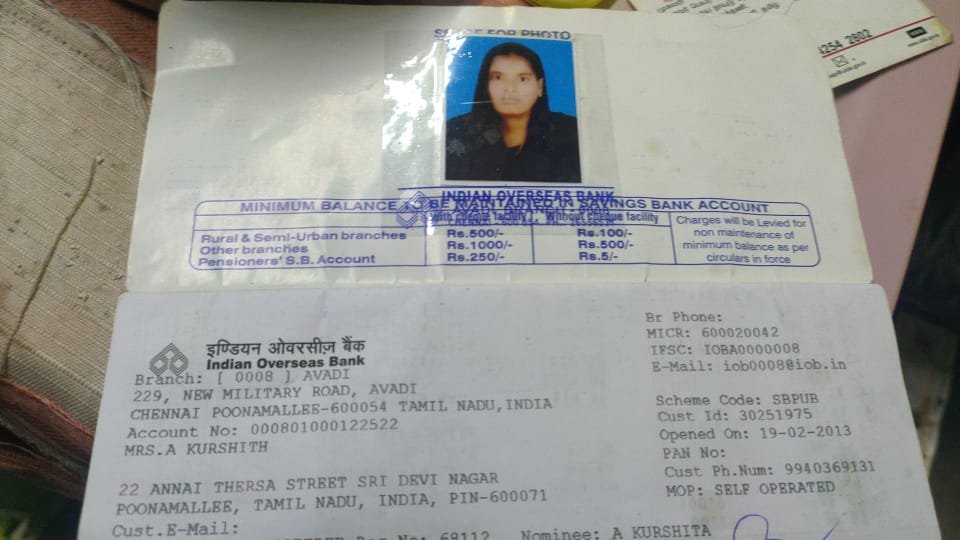 4254 2802
SPACE FOR PHOTO
INDIAN OVERSEAS BANK
MINIMUM BALANCE TO BE MAINTAINED IN SAVINGS BANK ACCOUNT
With cheque facility Without cheque facility
Rural & Semi-Urban branches Rs.500/- Rs.100/-
Other branches Rs.1000/- Rs.500/-
Pensioners' S.B. Account Rs.250/- Rs.5/-
Charges will be Levied for
non maintenance of
minimum balance as per
circulars in force
इण्डियन ओवरसीज़ बैंक
Indian Overseas Bank
Branch: [ 0008 ] AVADI
229, NEW MILITARY ROAD, AVADI
CHENNAI POONAMALLEE-600054 TAMIL NADU,INDIA
Account No: 000801000122522
MRS.A KURSHITH
22 ANNAI THERSA STREET SRI DEVI NAGAR
POONAMALLEE, TAMIL NADU, INDIA, PIN-600071
Cust.E-Mail:
Br Phone:
MICR: 600020042
IFSC: IOBA0000008
E-Mail: iob0008@iob.in
Scheme Code: SBPUB
Cust Id: 30251975
Opened On: 19-02-2013
PAN No:
Cust Ph.Num: 9940369131
MOP: SELF OPERATED
No: 68112 Nominee: A KURSHITA